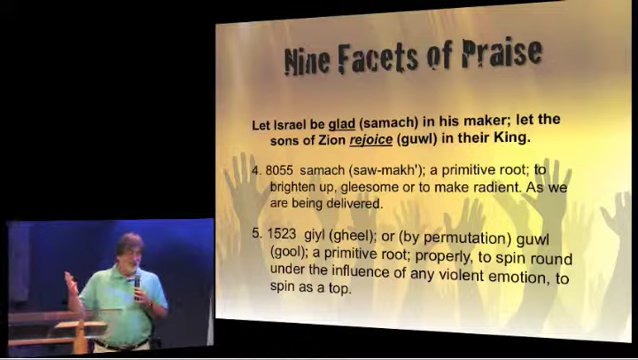 Nine Facets of Praise
Let Israel be glad (samach) in his maker; let the
sons of Zion rejoice (guwl) in their King.
4. 8055 samach (saw-makh'); a primitive root; to
brighten up, gleesome or to make radient. As we
are being delivered.
5. 1523 giyl (gheel); or (by permutation) guwl
(gool); a primitive root; properly, to spin round
under the influence of any violent emotion, to
spin as a top.